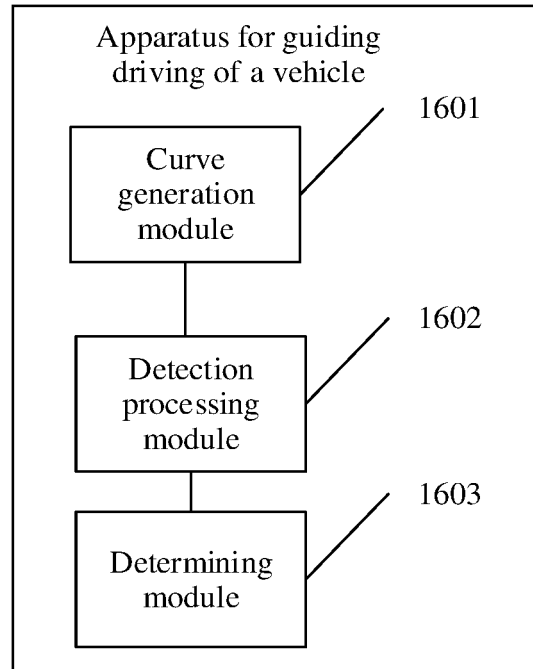 Apparatus for guiding
driving of a vehicle
1601
Curve
generation
module
1602
Detection
processing
module
1603
Determining
module